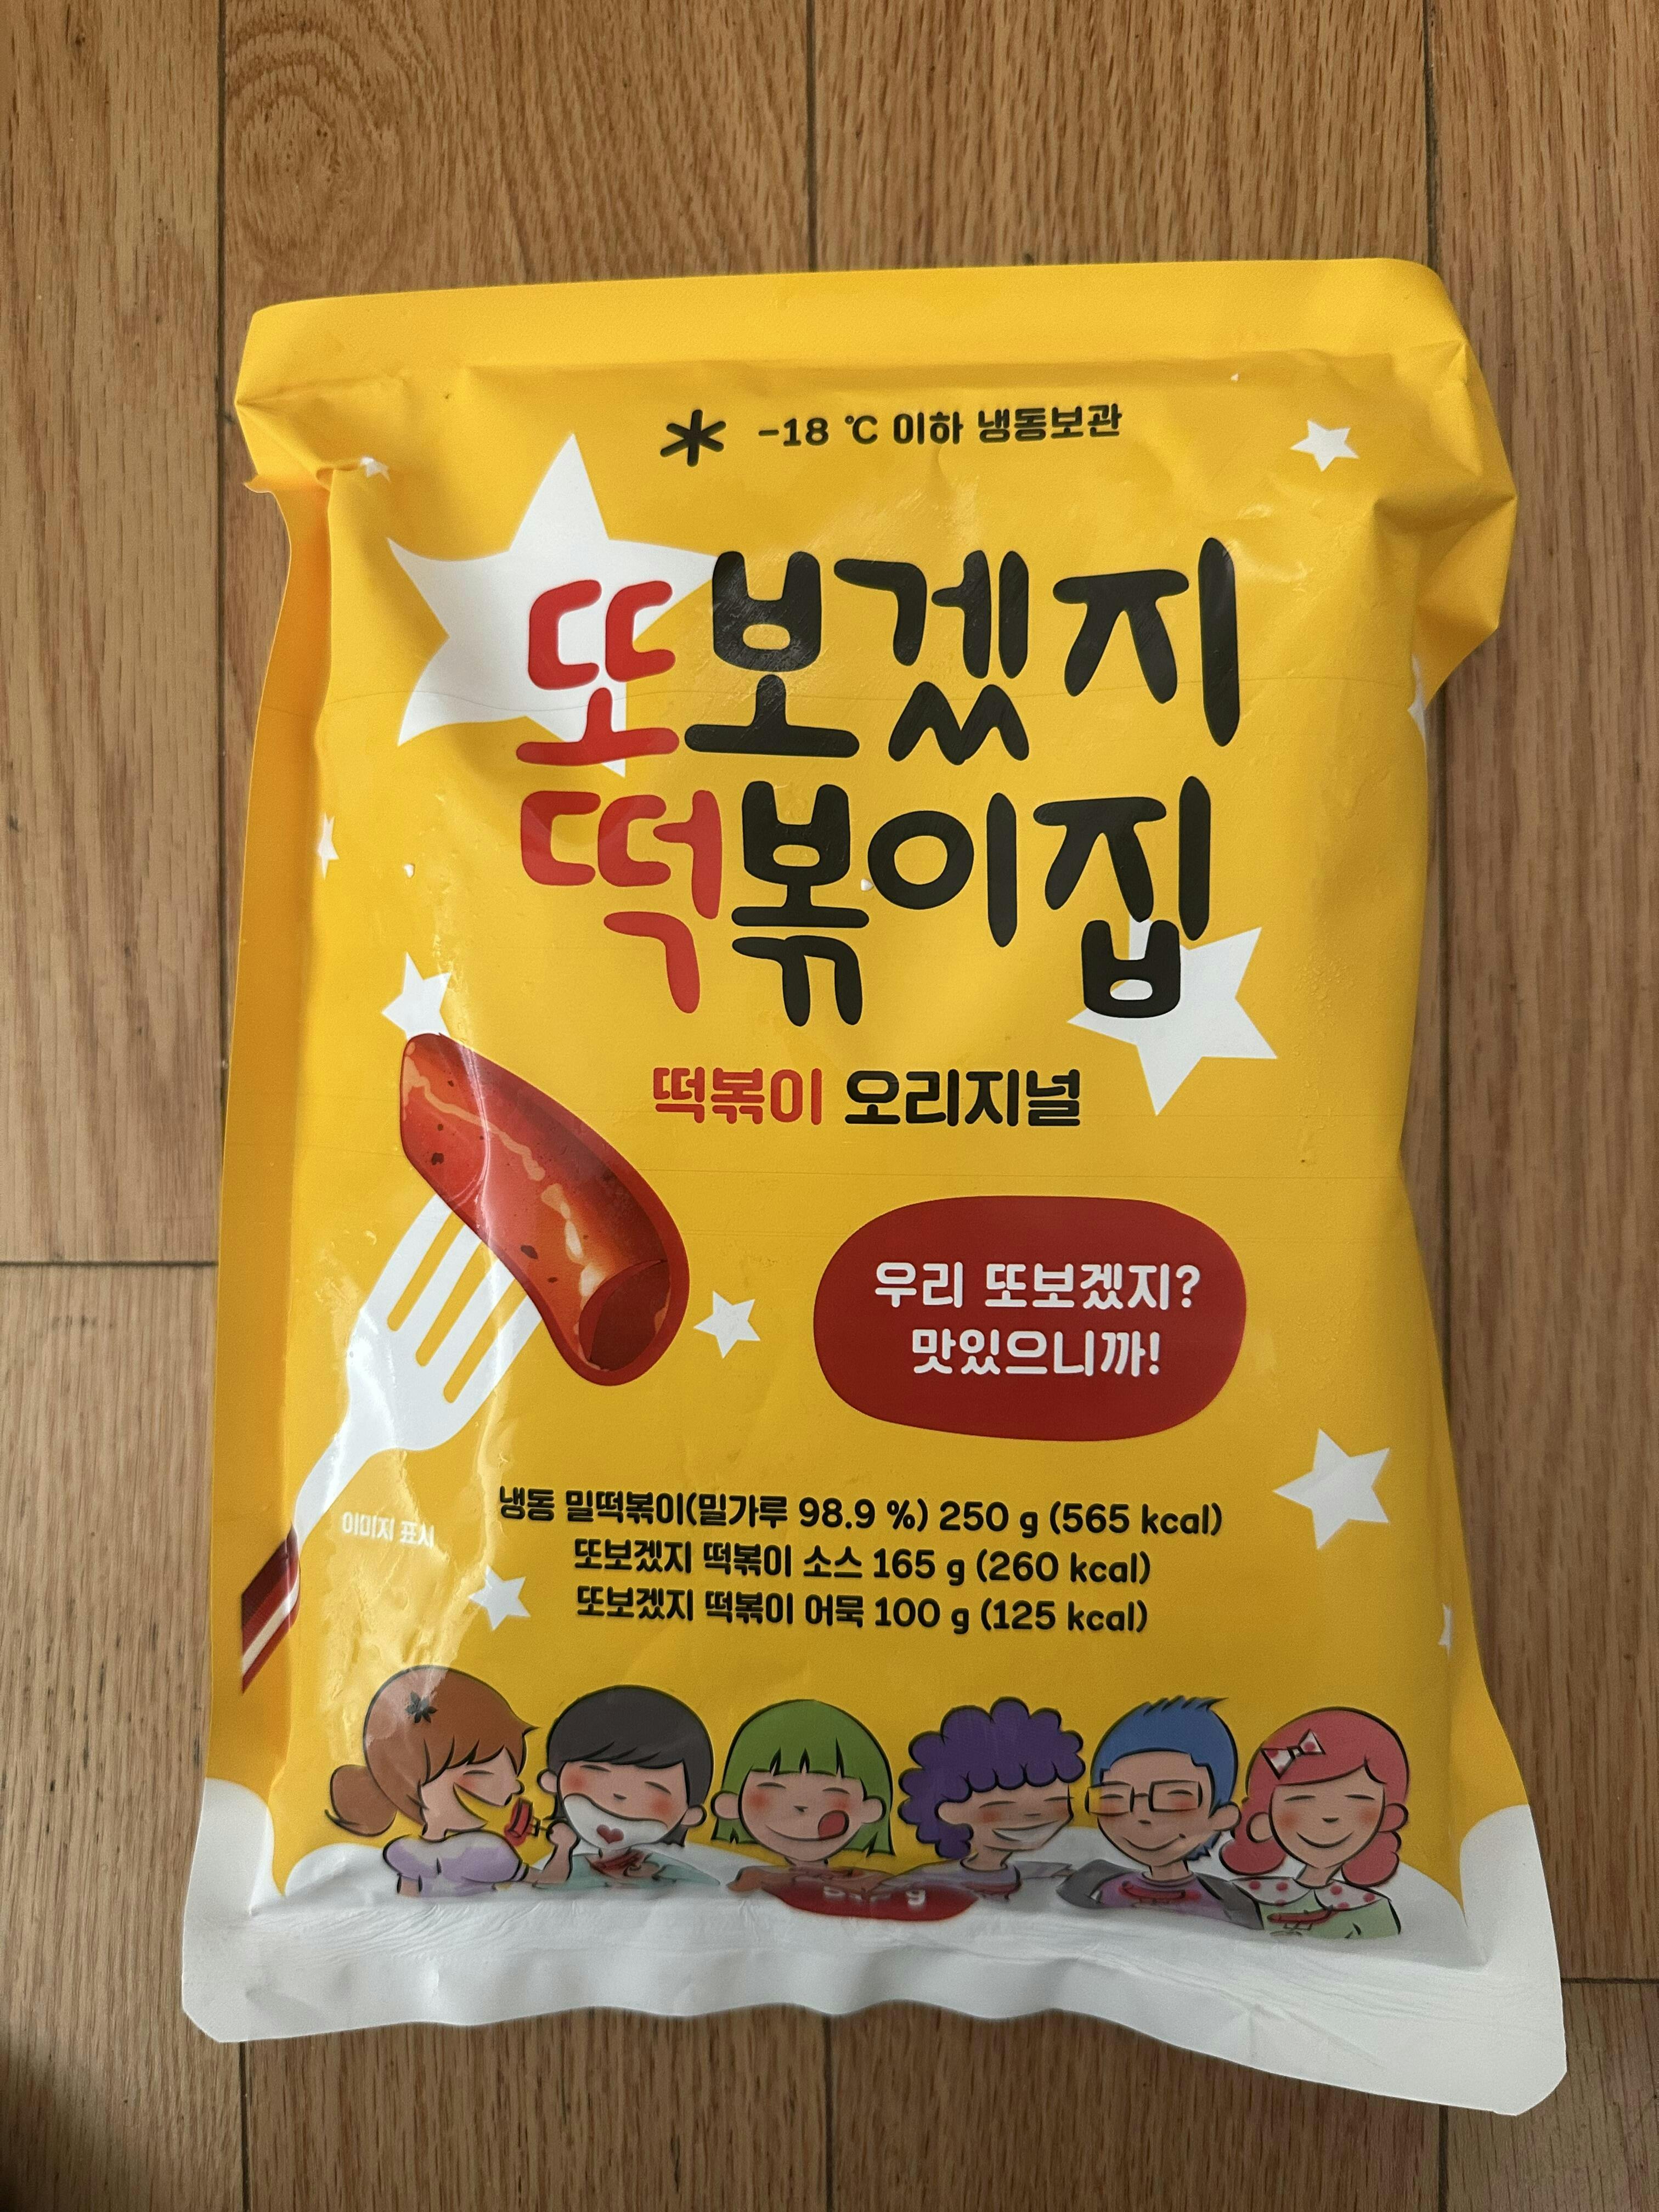 -18 ℃ 이하 냉동보관
또보겠지
떡볶이집
떡볶이 오리지널
우리 또보겠지?
맛있으니까!
냉동 밀떡볶이(밀가루 98.9 %) 250 g (565 kcal)
이미지 표시
또보겠지 떡볶이 소스 165 g (260 kcal)
또보겠지 떡볶이 어묵 100 g (125 kcal)